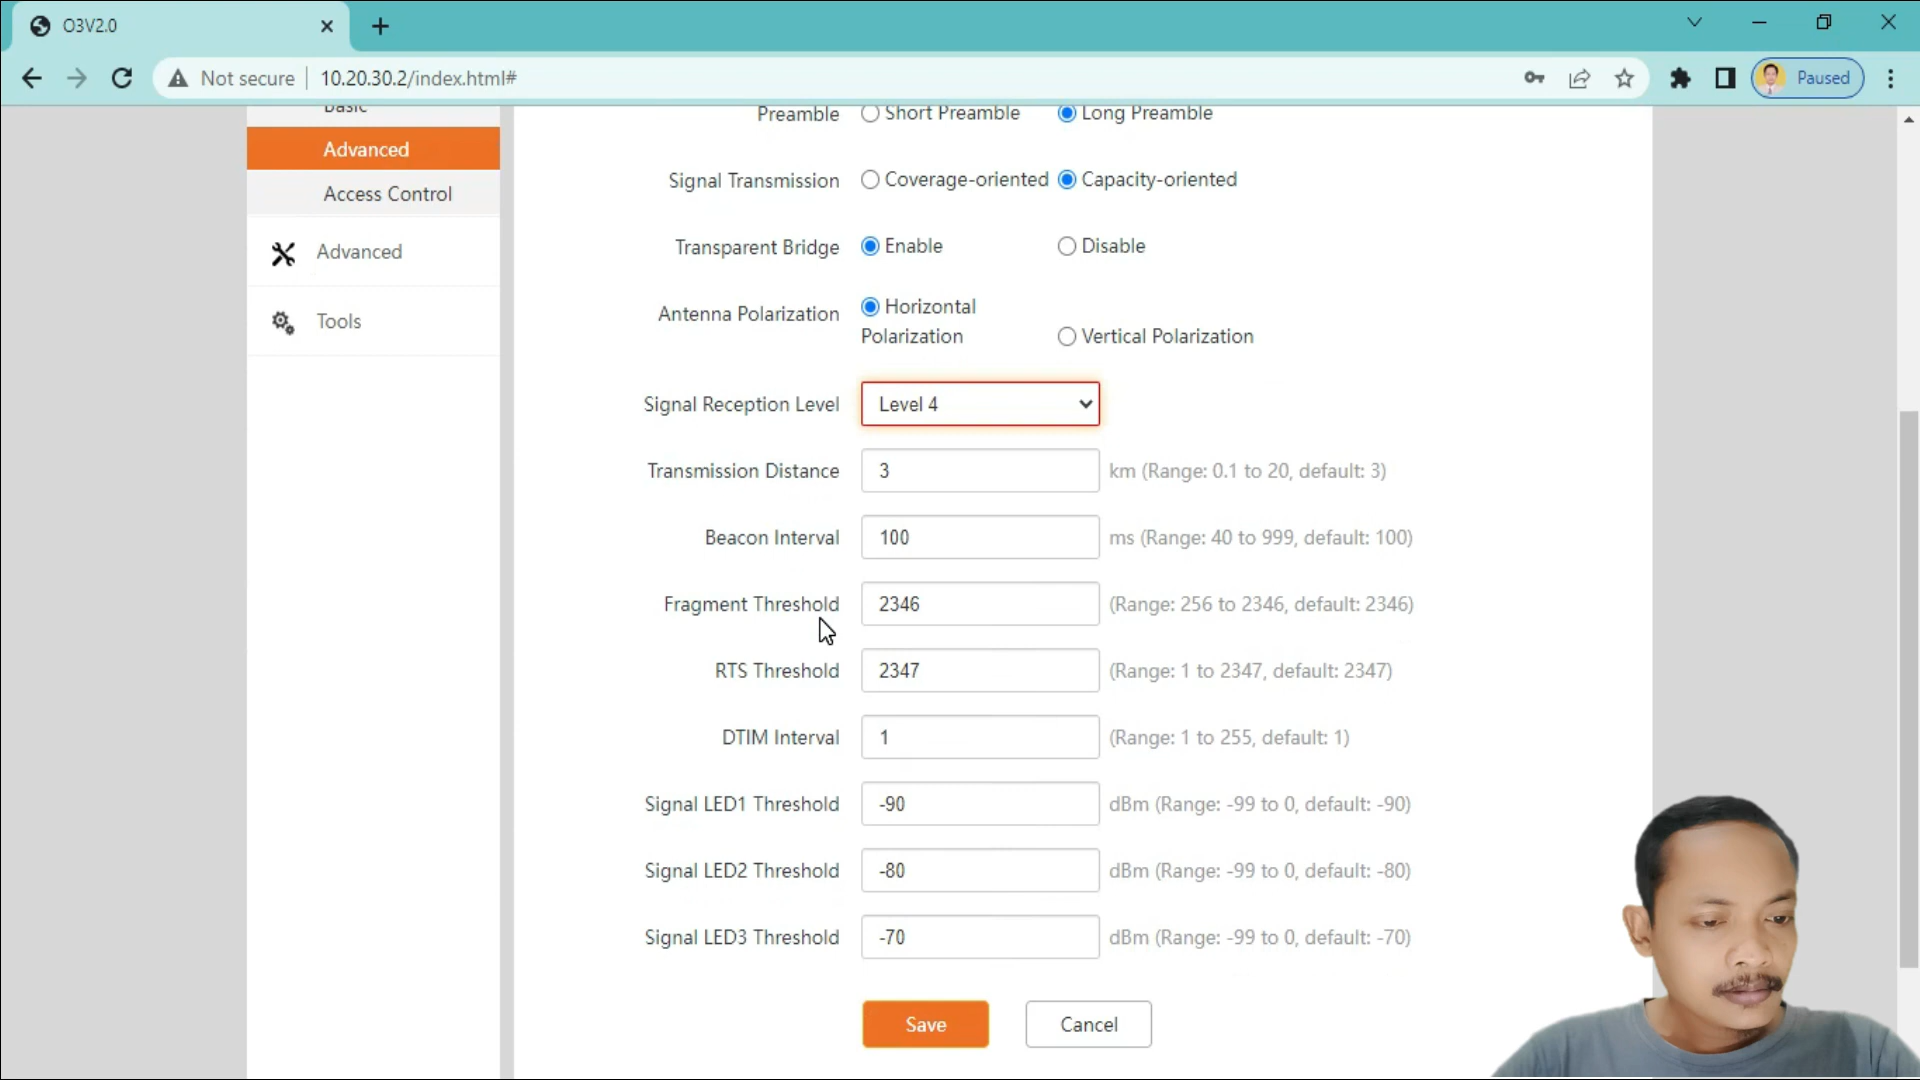 O3V2.0
Not secure
10.20.30.2/index.html#
Paused
Basic
Advanced
Access Control
Advanced
Tools
Preamble
Short Preamble
Long Preamble
Signal Transmission
Coverage-oriented
Capacity-oriented
Transparent Bridge
Enable
Disable
Antenna Polarization
Horizontal
Polarization
Vertical Polarization
Signal Reception Level
Level 4
Transmission Distance
3
km (Range: 0.1 to 20, default: 3)
Beacon Interval
100
ms (Range: 40 to 999, default: 100)
Fragment Threshold
2346
(Range: 256 to 2346, default: 2346)
RTS Threshold
2347
(Range: 1 to 2347, default: 2347)
DTIM Interval
1
(Range: 1 to 255, default: 1)
Signal LED1 Threshold
-90
dBm (Range: -99 to 0, default: -90)
Signal LED2 Threshold
-80
dBm (Range: -99 to 0, default: -80)
Signal LED3 Threshold
-70
dBm (Range: -99 to 0, default: -70)
Save
Cancel